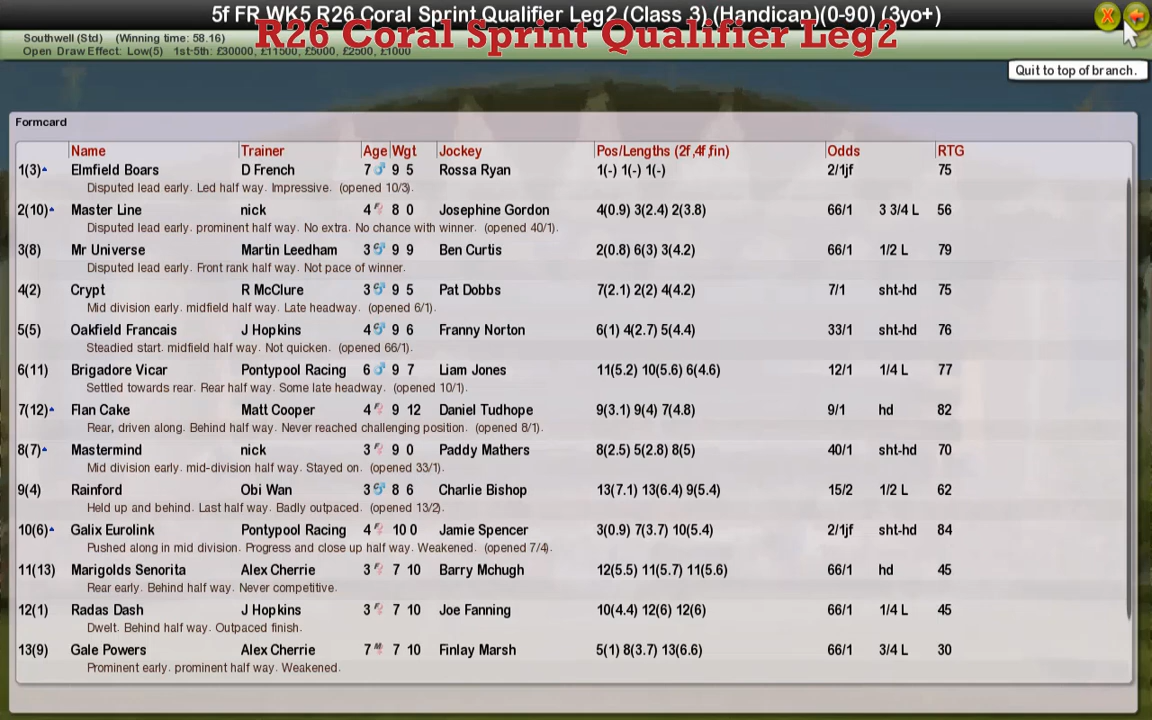 5f FR WK5 R26 Coral Sprint Qualifier Leg2 (Class 3) (Handicap)(0-90) (3yo+)
R26 Coral Sprint Qualifier Leg2
Southwell (Std) (Winning time: 58.16)
Open Draw Effect: Low(5) 1st-5th: £30000, £11500, £5000, £2500, £1000
X
Quit to top of branch.
Formcard
Name Trainer Age Wgt Jockey Pos/Lengths (2f,4f,fin) Odds RTG
1(3) Elmfield Boars D French 7 9 5 Rossa Ryan 1(-) 1(-) 1(-) 2/1jf 75
Disputed lead early. Led half way. Impressive. (opened 10/3).
2(10) Master Line nick 4 8 0 Josephine Gordon 4(0.9) 3(2.4) 2(3.8) 66/1 3 3/4 L 56
Disputed lead early. prominent half way. No extra. No chance with winner. (opened 40/1).
3(8) Mr Universe Martin Leedham 3 9 9 Ben Curtis 2(0.8) 6(3) 3(4.2) 66/1 1/2 L 79
Disputed lead early. Front rank half way. Not pace of winner.
4(2) Crypt R McClure 3 9 5 Pat Dobbs 7(2.1) 2(2) 4(4.2) 7/1 sht-hd 75
Mid division early. midfield half way. Late headway. (opened 6/1).
5(5) Oakfield Francais J Hopkins 4 9 6 Franny Norton 6(1) 4(2.7) 5(4.4) 33/1 sht-hd 76
Steadied start. midfield half way. Not quicken. (opened 66/1).
6(11) Brigadore Vicar Pontypool Racing 6 9 7 Liam Jones 11(5.2) 10(5.6) 6(4.6) 12/1 1/4 L 77
Settled towards rear. Rear half way. Some late headway. (opened 10/1).
7(12) Flan Cake Matt Cooper 4 9 12 Daniel Tudhope 9(3.1) 9(4) 7(4.8) 9/1 hd 82
Rear, driven along. Behind half way. Never reached challenging position. (opened 8/1).
8(7) Mastermind nick 3 9 0 Paddy Mathers 8(2.5) 5(2.8) 8(5) 40/1 sht-hd 70
Mid division early. mid-division half way. Stayed on. (opened 33/1).
9(4) Rainford Obi Wan 3 8 6 Charlie Bishop 13(7.1) 13(6.4) 9(5.4) 15/2 1/2 L 62
Held up and behind. Last half way. Badly outpaced. (opened 13/2).
10(6) Galix Eurolink Pontypool Racing 4 10 0 Jamie Spencer 3(0.9) 7(3.7) 10(5.4) 2/1jf sht-hd 84
Pushed along in mid division. Progress and close up half way. Weakened. (opened 7/4).
11(13) Marigolds Senorita Alex Cherrie 3 7 10 Barry Mchugh 12(5.5) 11(5.7) 11(5.6) 66/1 hd 45
Rear early. Behind half way. Never competitive.
12(1) Radas Dash J Hopkins 3 7 10 Joe Fanning 10(4.4) 12(6) 12(6) 66/1 1/4 L 45
Dwelt. Behind half way. Outpaced finish.
13(9) Gale Powers Alex Cherrie 7 7 10 Finlay Marsh 5(1) 8(3.7) 13(6.6) 66/1 3/4 L 30
Prominent early. prominent half way. Weakened.